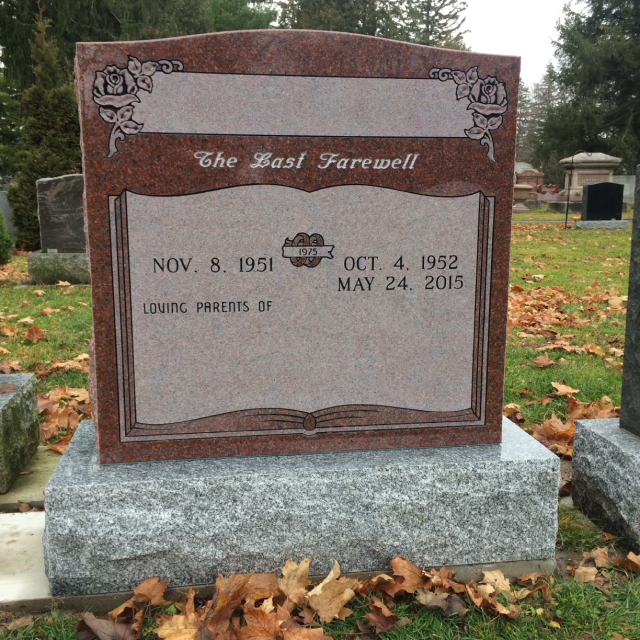 The Last Farewell
1975
NOV. 8. 1951
OCT. 4. 1952
MAY 24. 2015
LOVING PARENTS OF